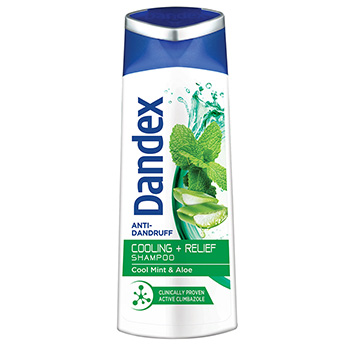 Dandex
ANTI-
DANDRUFF
COOLING + RELIEF
SHAMPOO
Cool Mint & Aloe
CLINICALLY PROVEN
ACTIVE CLIMBAZOLE